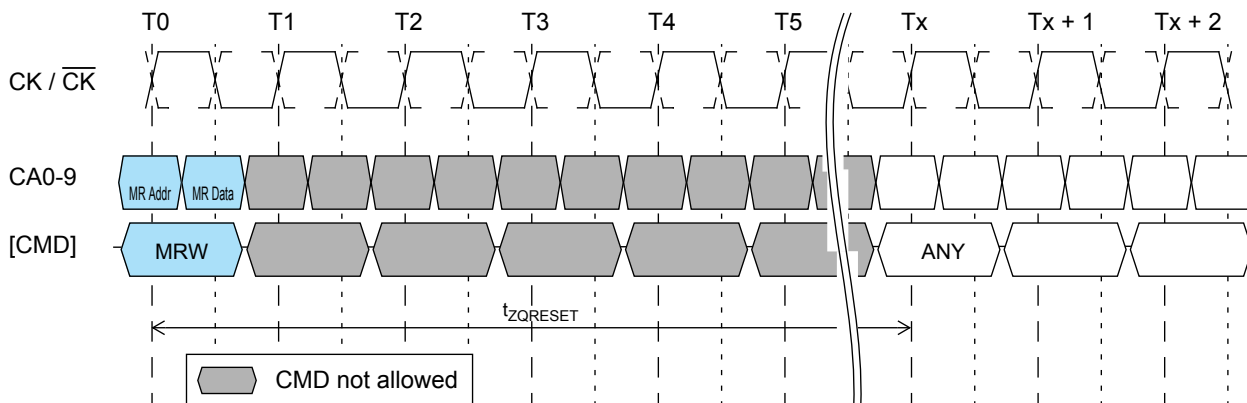 T0 T1 T2 T3 T4 T5 Tx Tx + 1 Tx + 2
CK / C̅K̅
CA0-9 MR Addr MR Data
[CMD] MRW ANY
tZQRESET
CMD not allowed